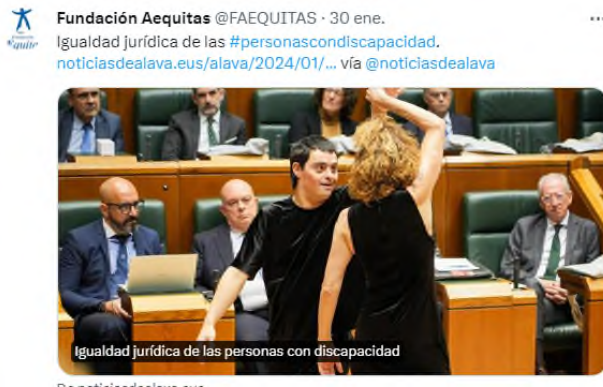 Fundación Aequitas @FAEQUITAS · 30 ene.
Igualdad jurídica de las #personascondiscapacidad.
noticiasdealava.eus/alava/2024/01/... vía @noticiasdealava
Igualdad jurídica de las personas con discapacidad